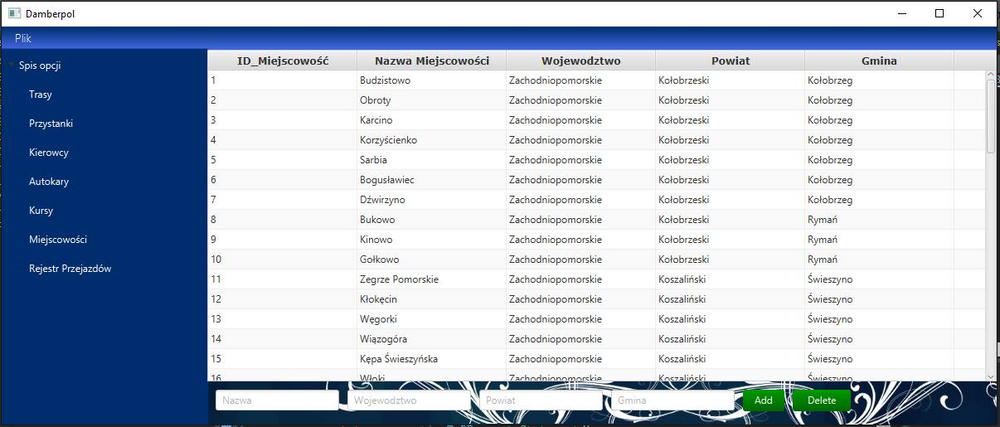 Damberpol
Plik
Spis opcji
Trasy
Przystanki
Kierowcy
Autokary
Kursy
Miejscowości
Rejestr Przejazdów
ID_Miejscowość Nazwa Miejscowości Wojewodztwo Powiat Gmina
1 Budzistowo Zachodniopomorskie Kołobrzeski Kołobrzeg
2 Obroty Zachodniopomorskie Kołobrzeski Kołobrzeg
3 Karcino Zachodniopomorskie Kołobrzeski Kołobrzeg
4 Korzyścienko Zachodniopomorskie Kołobrzeski Kołobrzeg
5 Sarbia Zachodniopomorskie Kołobrzeski Kołobrzeg
6 Bogusławiec Zachodniopomorskie Kołobrzeski Kołobrzeg
7 Dźwirzyno Zachodniopomorskie Kołobrzeski Kołobrzeg
8 Bukowo Zachodniopomorskie Kołobrzeski Rymań
9 Kinowo Zachodniopomorskie Kołobrzeski Rymań
10 Gołkowo Zachodniopomorskie Kołobrzeski Rymań
11 Zegrze Pomorskie Zachodniopomorskie Koszaliński Świeszyno
12 Kłokęcin Zachodniopomorskie Koszaliński Świeszyno
13 Węgorki Zachodniopomorskie Koszaliński Świeszyno
14 Wiązogóra Zachodniopomorskie Koszaliński Świeszyno
15 Kępa Świeszyńska Zachodniopomorskie Koszaliński Świeszyno
16 Włoki Zachodniopomorskie Koszaliński Świeszyno
Nazwa Wojewodztwo Powiat Gmina Add Delete